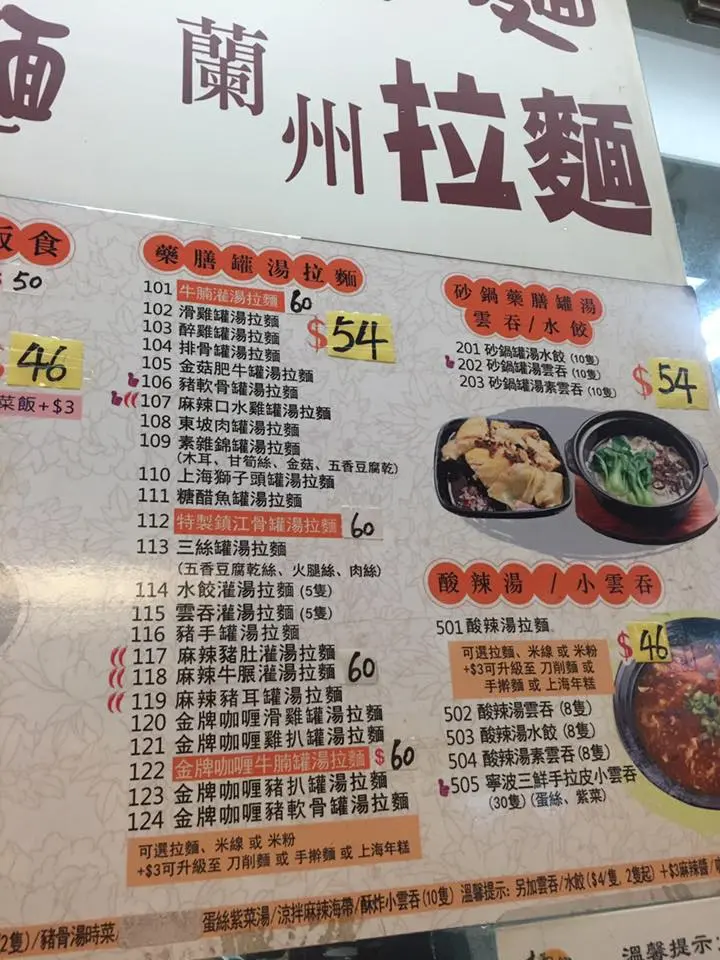 麵
麵
蘭州拉麵
飯食
50
46
菜飯+$3
藥膳罐湯拉麵
101 牛腩灌湯拉麵 60
102 滑雞罐湯拉麵
103 醉雞罐湯拉麵
$54
104 排骨罐湯拉麵
105 金菇肥牛罐湯拉麵
106 豬軟骨罐湯拉麵
107 麻辣口水雞罐湯拉麵
108 東坡肉罐湯拉麵
109 素雜錦罐湯拉麵
(木耳、甘筍絲、金菇、五香豆腐乾)
110 上海獅子頭罐湯拉麵
111 糖醋魚罐湯拉麵
112 特製鎮江骨罐湯拉麵 60
113 三絲罐湯拉麵
(五香豆腐乾絲、火腿絲、肉絲)
114 水餃灌湯拉麵 (5隻)
115 雲吞灌湯拉麵 (5隻)
116 豬手罐湯拉麵
117 麻辣豬肚灌湯拉麵
118 麻辣牛𦟌灌湯拉麵 60
119 麻辣豬耳罐湯拉麵
120 金牌咖喱滑雞罐湯拉麵
121 金牌咖喱雞扒罐湯拉麵
122 金牌咖喱牛腩罐湯拉麵 $60
123 金牌咖喱豬扒罐湯拉麵
124 金牌咖喱豬軟骨罐湯拉麵
可選拉麵、米線 或 米粉
+$3可升級至 刀削麵 或 手擀麵 或 上海年糕
砂鍋藥膳罐湯
雲吞/水餃
201 砂鍋罐湯水餃 (10隻)
202 砂鍋罐湯雲吞 (10隻)
203 砂鍋罐湯素雲吞 (10隻)
$54
酸辣湯/小雲吞
501 酸辣湯拉麵
$46
可選拉麵、米線 或 米粉
+$3可升級至 刀削麵 或
手擀麵 或 上海年糕
502 酸辣湯雲吞 (8隻)
503 酸辣湯水餃 (8隻)
504 酸辣湯素雲吞 (8隻)
505 寧波三鮮手拉皮小雲吞
(30隻) (蛋絲、紫菜)
(2隻)/豬骨湯時菜/ 蛋絲紫菜湯/涼拌麻辣海帶/酥炸小雲吞(10隻) 溫馨提示: 另加雲吞/水餃($4/隻, 2隻起) +$3麻辣醬/
溫馨提示